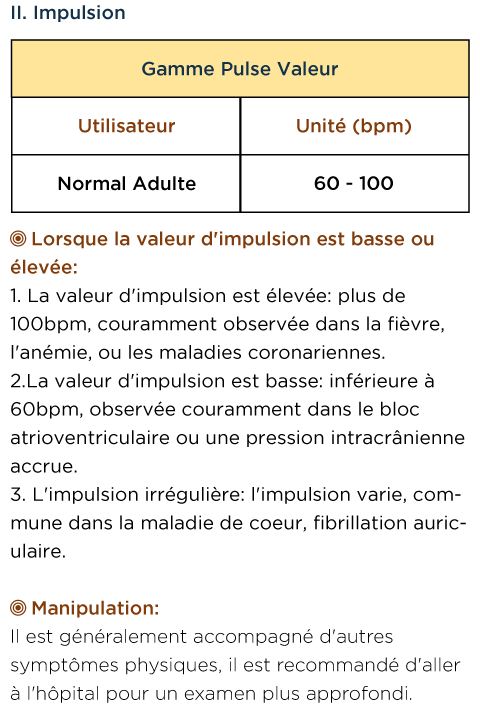 II. Impulsion
Gamme Pulse Valeur
Utilisateur Unité (bpm)
Normal Adulte 60 - 100
Lorsque la valeur d'impulsion est basse ou
élevée:
1. La valeur d'impulsion est élevée: plus de
100bpm, couramment observée dans la fièvre,
l'anémie, ou les maladies coronariennes.
2.La valeur d'impulsion est basse: inférieure à
60bpm, observée couramment dans le bloc
atrioventriculaire ou une pression intracrânienne
accrue.
3. L'impulsion irrégulière: l'impulsion varie, com-
mune dans la maladie de coeur, fibrillation auric-
ulaire.
Manipulation:
Il est généralement accompagné d'autres
symptômes physiques, il est recommandé d'aller
à l'hôpital pour un examen plus approfondi.